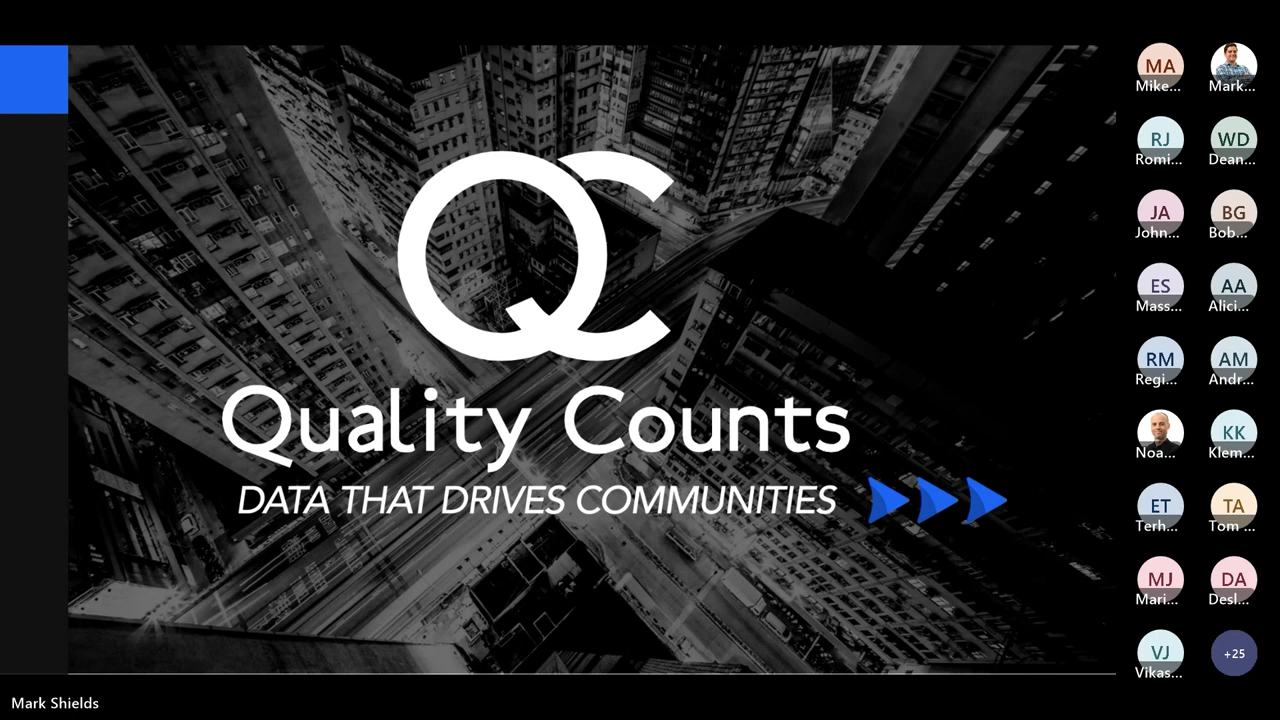 QC
Quality Counts
DATA THAT DRIVES COMMUNITIES
MA
Mike...
Mark...
RJ
Romi...
WD
Dean...
JA
John...
BG
Bob...
ES
Mass...
AA
Alici...
RM
Regi...
AM
Andr...
Noa...
KK
Klem...
ET
Terh...
TA
Tom ...
MJ
Mari...
DA
Desl...
VJ
Vikas...
+25
Mark Shields